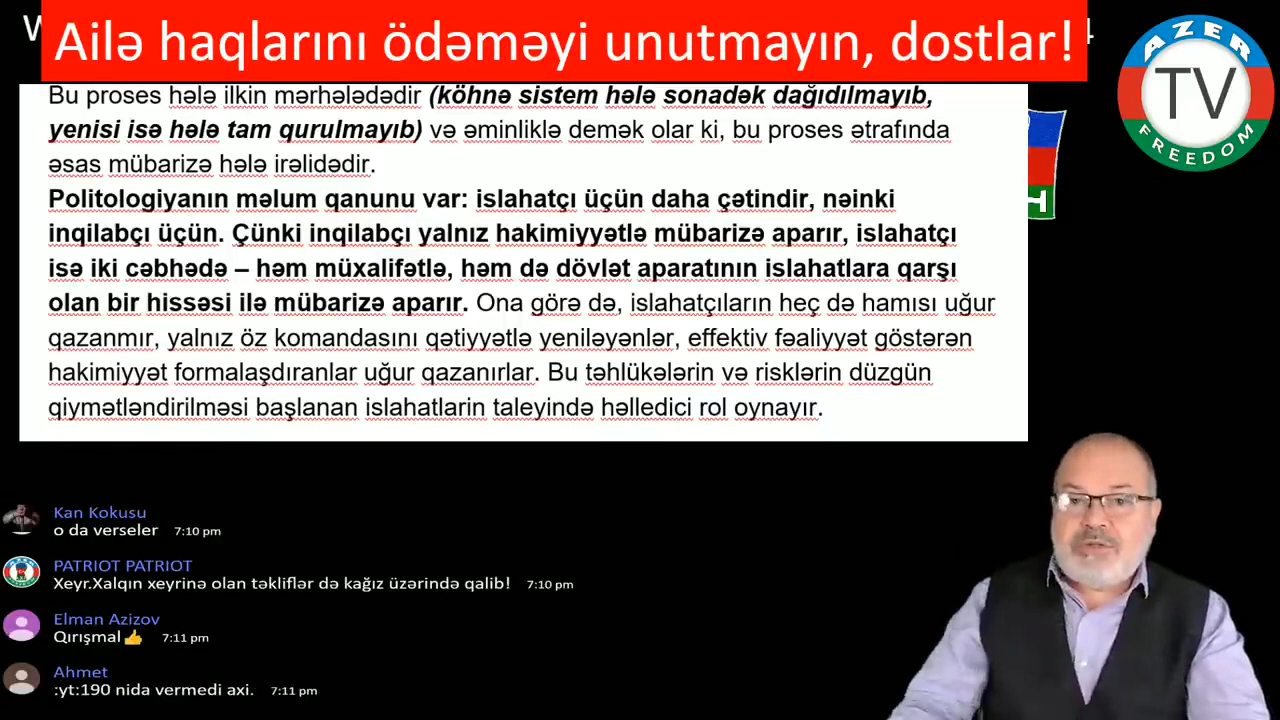 Ailə haqlarını ödəməyi unutmayın, dostlar!
AZER
TV
FREEDOM
Bu proses hələ ilkin mərhələdədir (köhnə sistem hələ sonadək dağıdılmayıb,
yenisi isə hələ tam qurulmayıb) və əminliklə demək olar ki, bu proses ətrafında
əsas mübarizə hələ irəlidədir.
Politologiyanın məlum qanunu var: islahatçı üçün daha çətindir, nəinki
inqilabçı üçün. Çünki inqilabçı yalnız hakimiyyətlə mübarizə aparır, islahatçı
isə iki cəbhədə – həm müxalifətlə, həm də dövlət aparatının islahatlara qarşı
olan bir hissəsi ilə mübarizə aparır. Ona görə də, islahatçıların heç də hamısı uğur
qazanmır, yalnız öz komandasını qətiyyətlə yeniləyənlər, effektiv fəaliyyət göstərən
hakimiyyət formalaşdıranlar uğur qazanırlar. Bu təhlükələrin və risklərin düzgün
qiymətləndirilməsi başlanan islahatlarin taleyində həlledici rol oynayır.
Kan Kokusu
o da verseler 7:10 pm
PATRIOT PATRIOT
Xeyr.Xalqın xeyrinə olan təkliflər də kağız üzərində qalib! 7:10 pm
Elman Azizov
Qırışmal👍 7:11 pm
Ahmet
:yt:190 nida vermedi axi. 7:11 pm